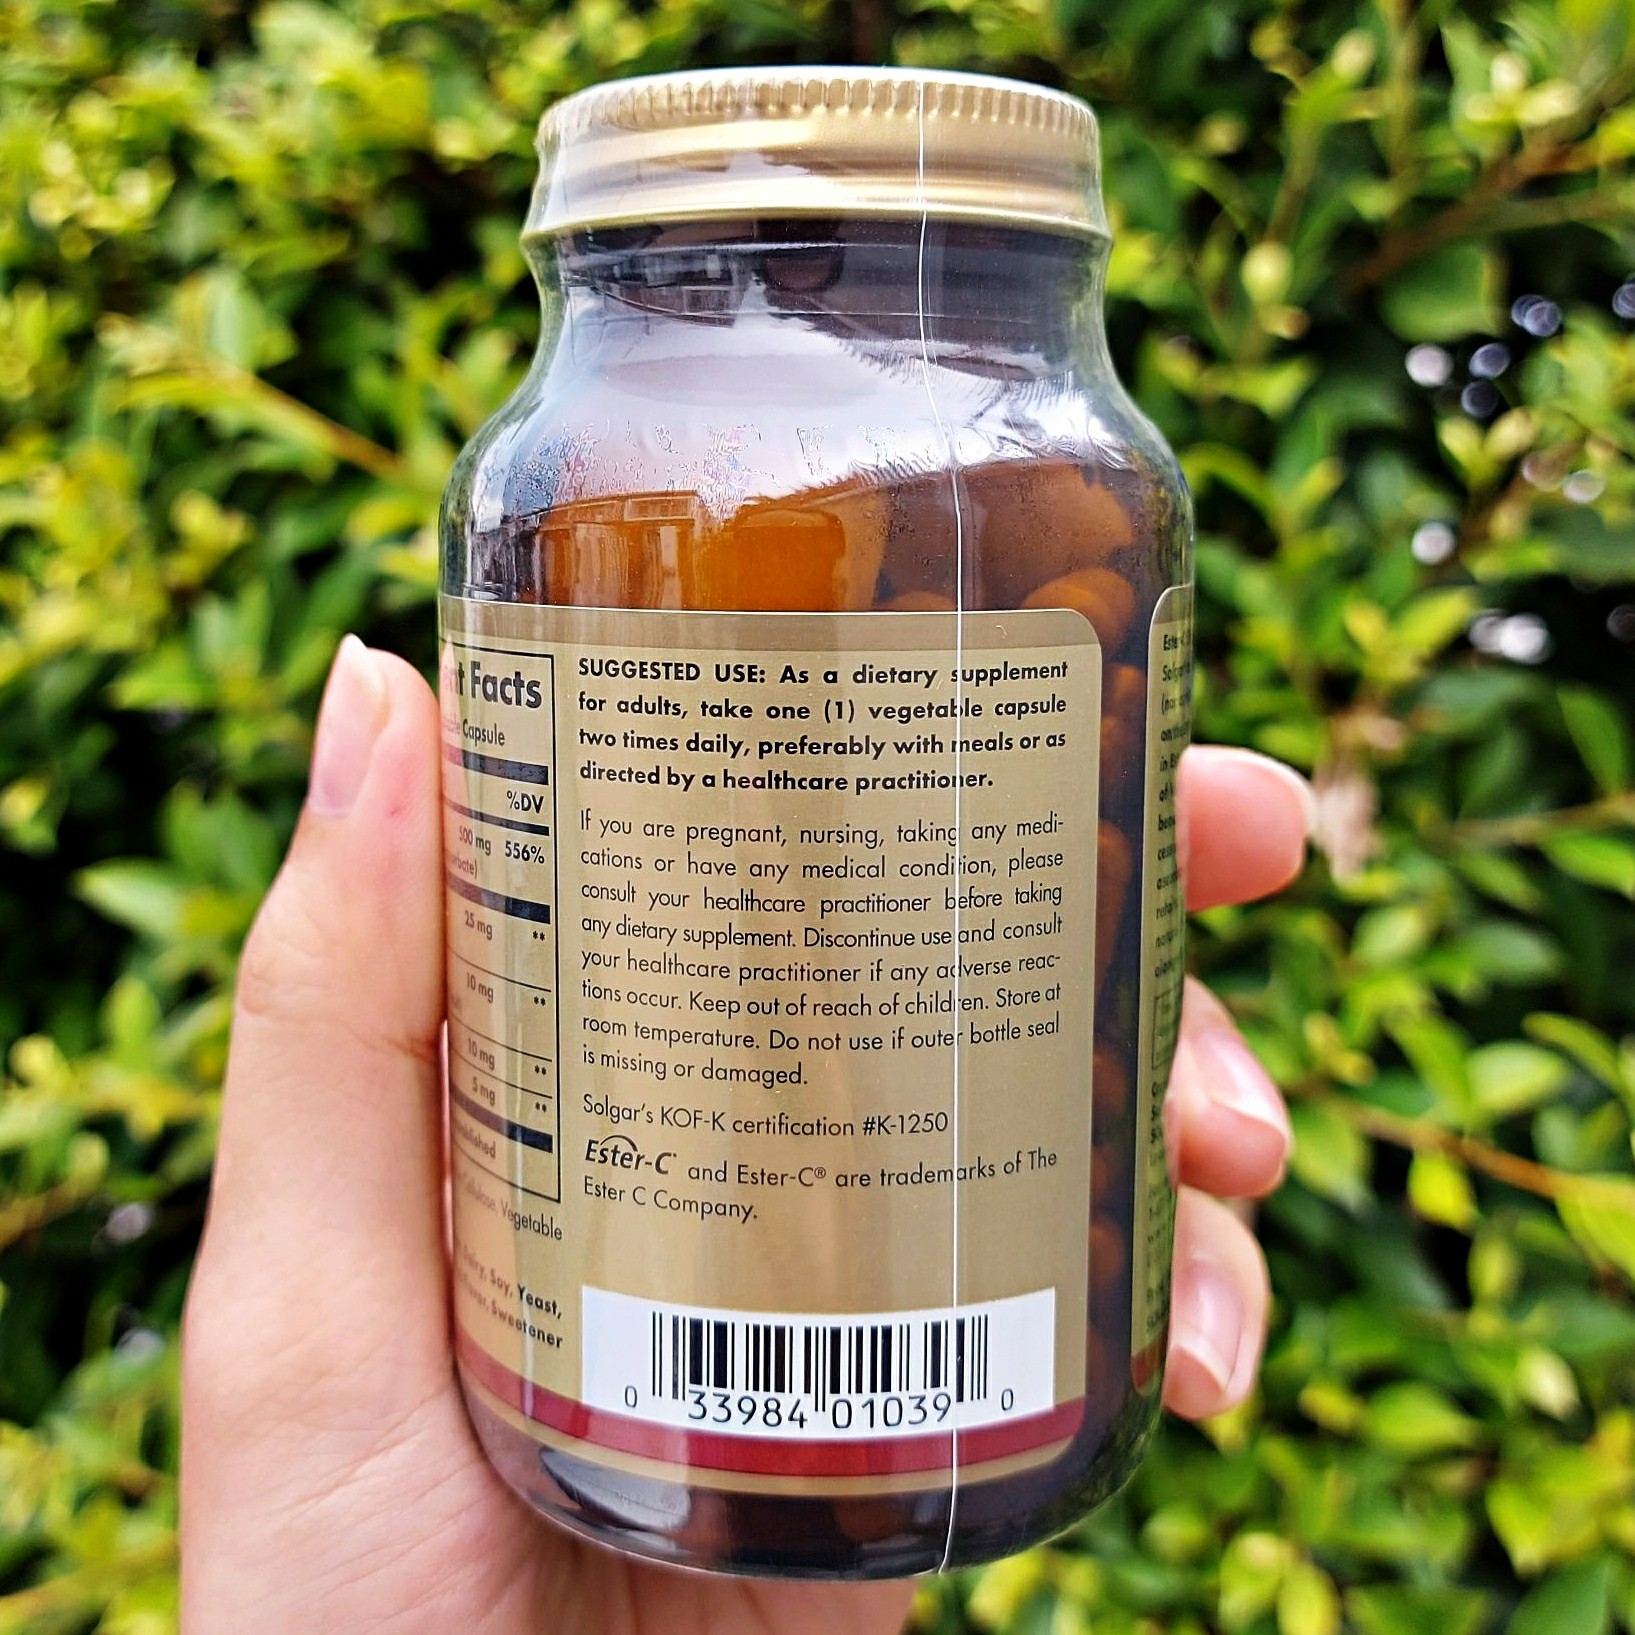 Facts
Capsule
%DV
500 mg 556%
25 mg **
10 mg **
10 mg **
5 mg **
Vegetable
Soy, Yeast,
Sweetener
SUGGESTED USE: As a dietary supplement
for adults, take one (1) vegetable capsule
two times daily, preferably with meals or as
directed by a healthcare practitioner.
If you are pregnant, nursing, taking any medi-
cations or have any medical condition, please
consult your healthcare practitioner before taking
any dietary supplement. Discontinue use and consult
your healthcare practitioner if any adverse reac-
tions occur. Keep out of reach of children. Store at
room temperature. Do not use if outer bottle seal
is missing or damaged.
Solgar's KOF-K certification #K-1250
Ester-C and Ester-C® are trademarks of The
Ester C Company.
0 33984 01039 0